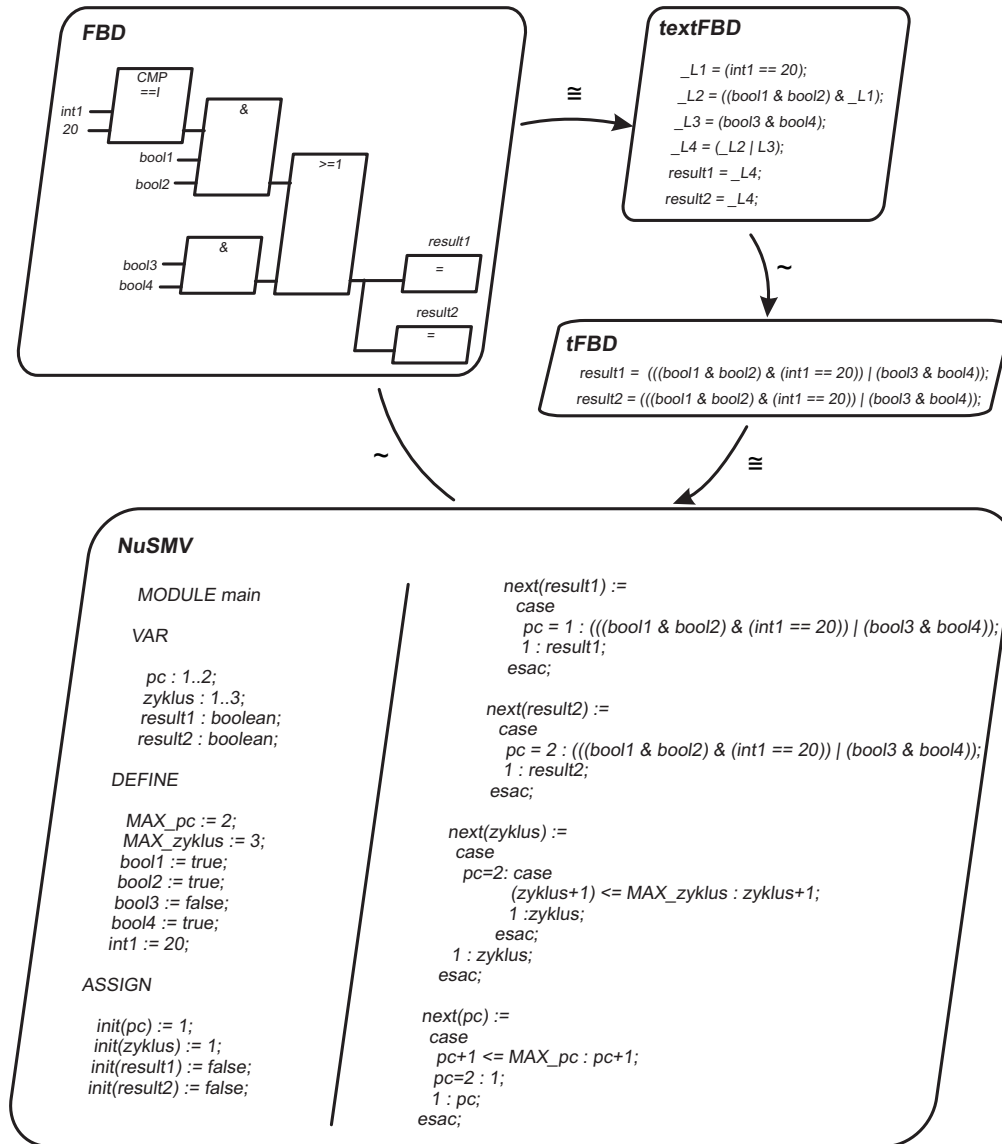 FBD
CMP
==I
int1
20
&
bool1
bool2
>=1
&
bool3
bool4
result1
=
result2
=
≅
textFBD
_L1 = (int1 == 20);
_L2 = ((bool1 & bool2) & _L1);
_L3 = (bool3 & bool4);
_L4 = (_L2 | L3);
result1 = _L4;
result2 = _L4;
~
tFBD
result1 = (((bool1 & bool2) & (int1 == 20)) | (bool3 & bool4));
result2 = (((bool1 & bool2) & (int1 == 20)) | (bool3 & bool4));
~
≅
NuSMV
MODULE main
VAR
pc : 1..2;
zyklus : 1..3;
result1 : boolean;
result2 : boolean;
DEFINE
MAX_pc := 2;
MAX_zyklus := 3;
bool1 := true;
bool2 := true;
bool3 := false;
bool4 := true;
int1 := 20;
ASSIGN
init(pc) := 1;
init(zyklus) := 1;
init(result1) := false;
init(result2) := false;
next(result1) :=
case
pc = 1 : (((bool1 & bool2) & (int1 == 20)) | (bool3 & bool4));
1 : result1;
esac;
next(result2) :=
case
pc = 2 : (((bool1 & bool2) & (int1 == 20)) | (bool3 & bool4));
1 : result2;
esac;
next(zyklus) :=
case
pc=2: case
(zyklus+1) <= MAX_zyklus : zyklus+1;
1 :zyklus;
esac;
1 : zyklus;
esac;
next(pc) :=
case
pc+1 <= MAX_pc : pc+1;
pc=2 : 1;
1 : pc;
esac;